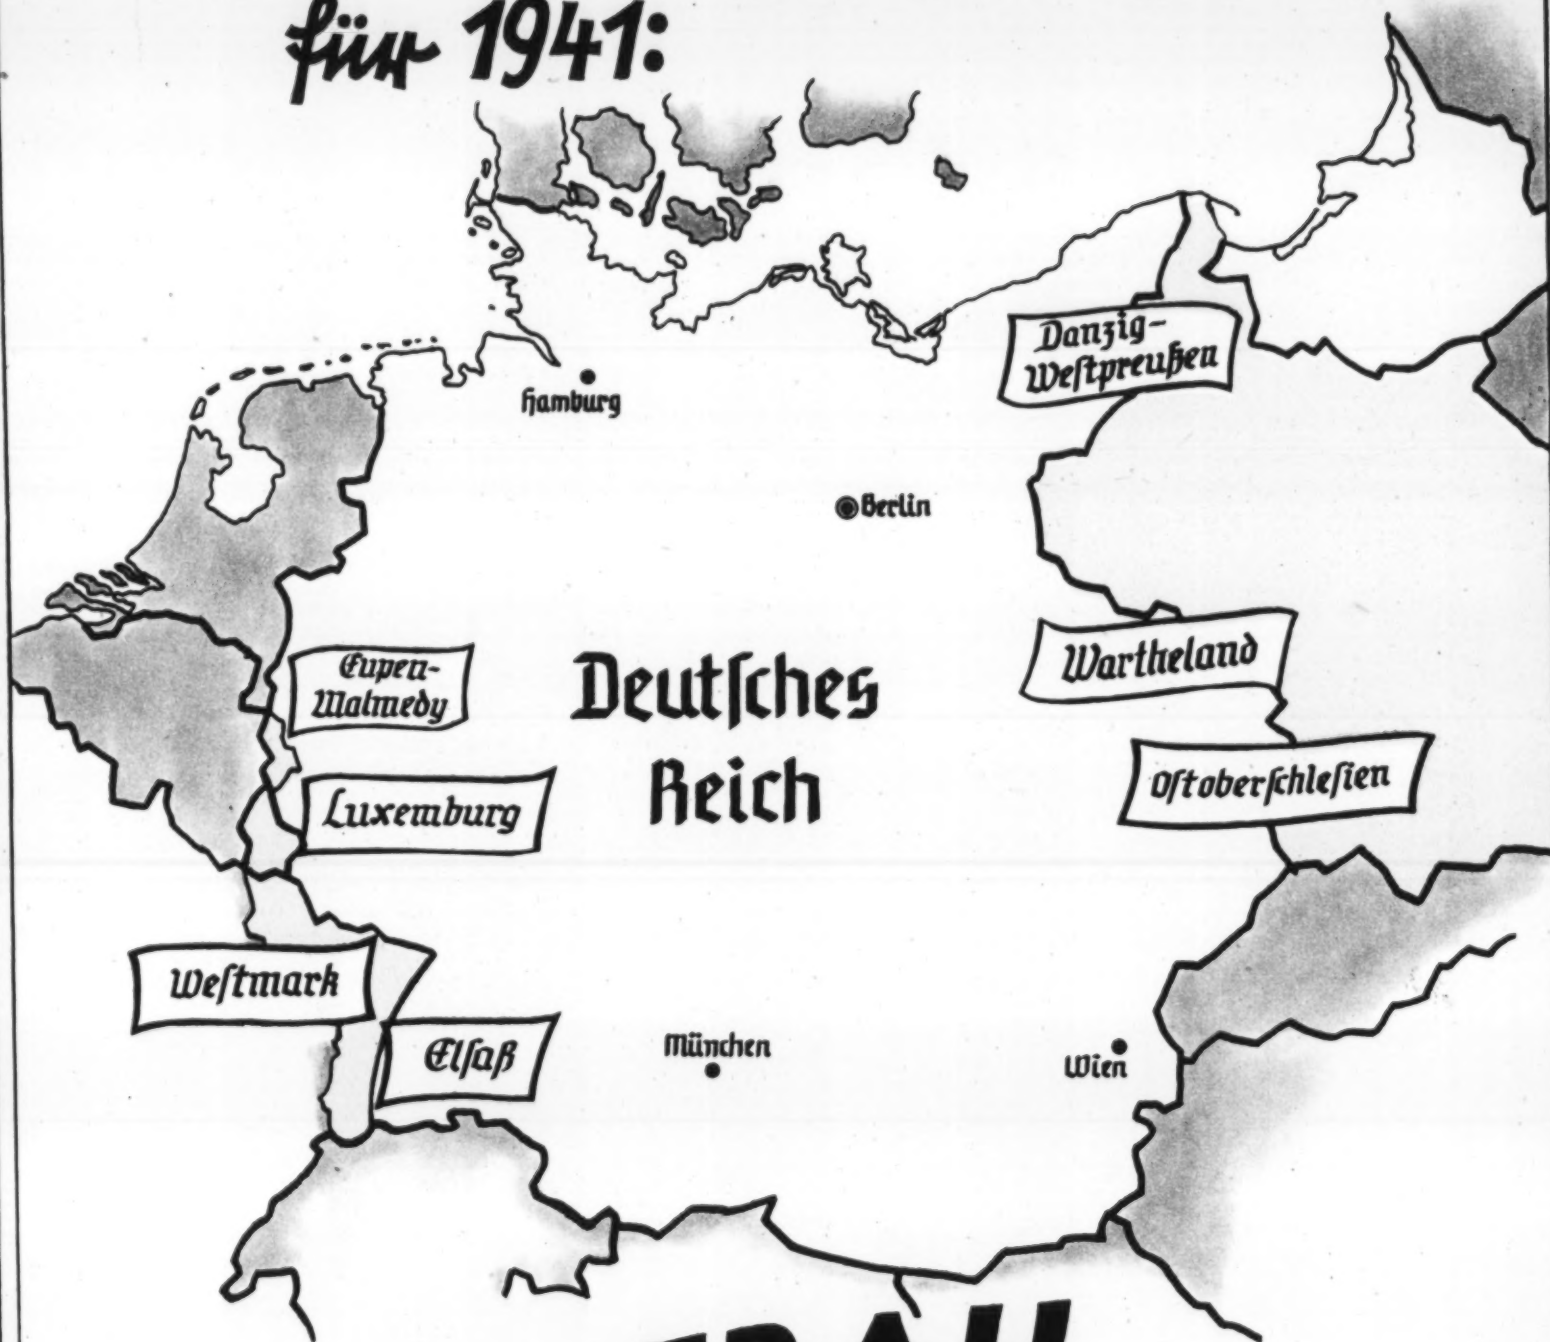 für 1941:
Danzig-
Weſtpreußen
Hamburg
Berlin
Wartheland
Eupen-
Malmedy
Deutſches
Reich
Oſtoberſchleſien
Luxemburg
Weſtmark
Elſaß
München
Wien